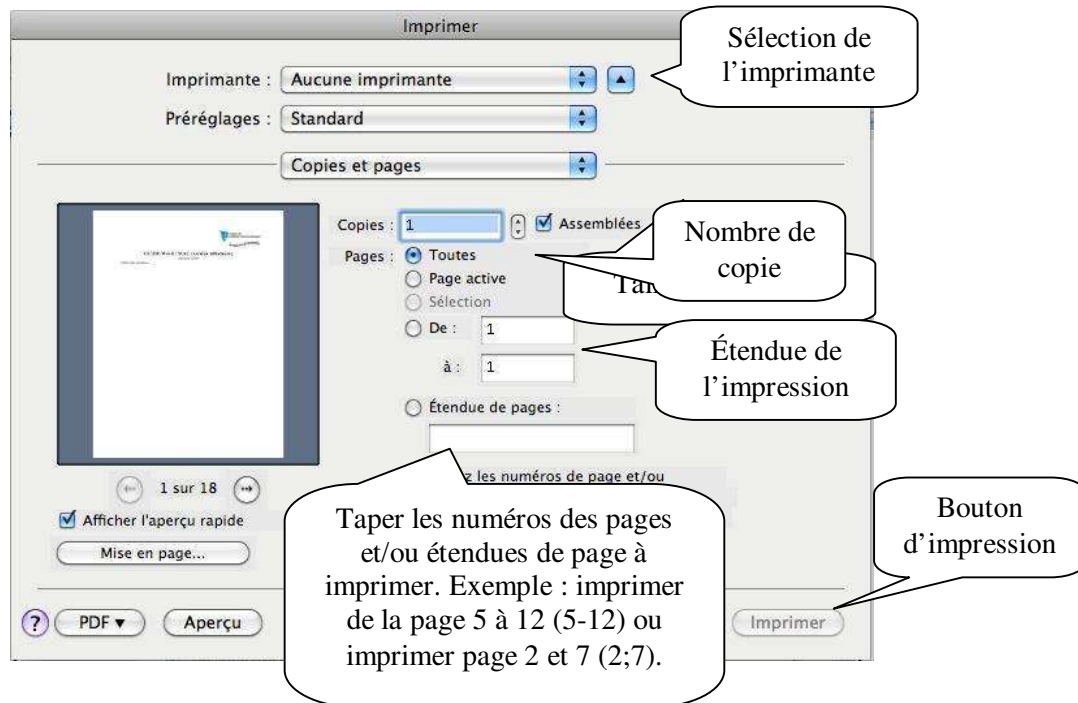 Imprimer
Sélection de
l’imprimante
Imprimante : Aucune imprimante
Préréglages : Standard
Copies et pages
Copies : 1 Assemblées
Nombre de
copie
Pages : Toutes
Page active
Sélection
De : 1
à : 1
Étendue de
l’impression
Étendue de pages :
les numéros de page et/ou
1 sur 18
Afficher l'aperçu rapide
Mise en page...
Taper les numéros des pages
et/ou étendues de page à
imprimer. Exemple : imprimer
de la page 5 à 12 (5-12) ou
imprimer page 2 et 7 (2;7).
Bouton
d’impression
? PDF Aperçu Imprimer